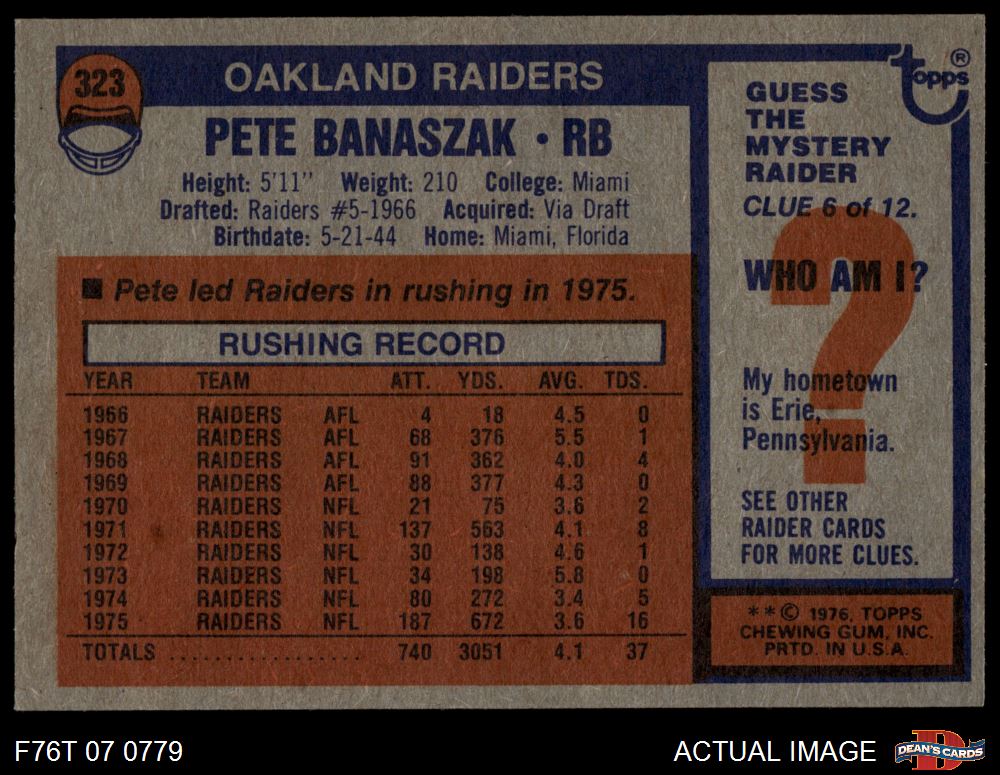 323
OAKLAND RAIDERS
PETE BANASZAK • RB
Height: 5'11" Weight: 210 College: Miami
Drafted: Raiders #5-1966 Acquired: Via Draft
Birthdate: 5-21-44 Home: Miami, Florida
■ Pete led Raiders in rushing in 1975.
RUSHING RECORD
YEAR TEAM ATT. YDS. AVG. TDS.
1966 RAIDERS AFL 4 18 4.5 0
1967 RAIDERS AFL 68 376 5.5 1
1968 RAIDERS AFL 91 362 4.0 4
1969 RAIDERS AFL 88 377 4.3 0
1970 RAIDERS NFL 21 75 3.6 2
1971 RAIDERS NFL 137 563 4.1 8
1972 RAIDERS NFL 30 138 4.6 1
1973 RAIDERS NFL 34 198 5.8 0
1974 RAIDERS NFL 80 272 3.4 5
1975 RAIDERS NFL 187 672 3.6 16
TOTALS .................. 740 3051 4.1 37
topps ®
GUESS
THE
MYSTERY
RAIDER
CLUE 6 of 12.
?
WHO AM I?
My hometown
is Erie,
Pennsylvania.
SEE OTHER
RAIDER CARDS
FOR MORE CLUES.
**© 1976, TOPPS
CHEWING GUM, INC.
PRTD. IN U.S.A.
F76T 07 0779
ACTUAL IMAGE
D
DEAN'S CARDS